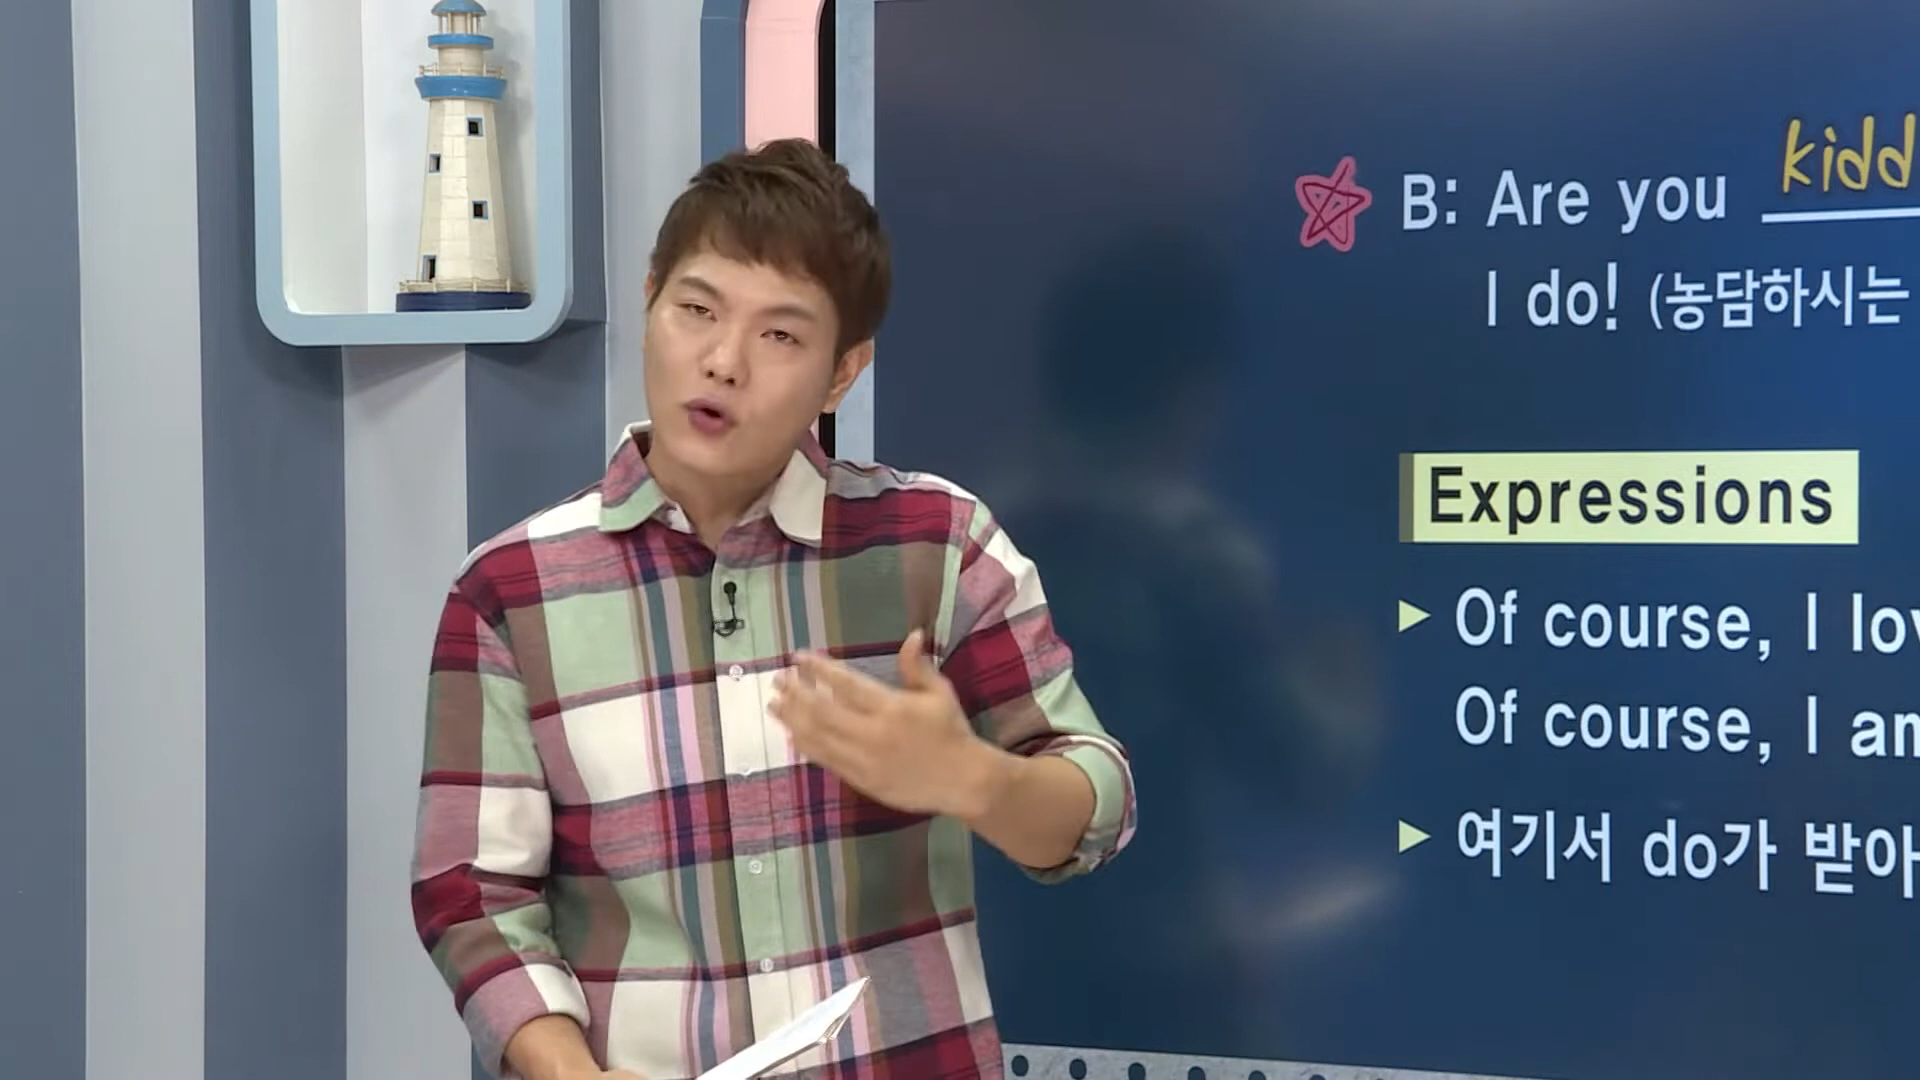 B: Are you kidd
I do! (농담하시는
Expressions
Of course, I lov
Of course, I am
여기서 do가 받아